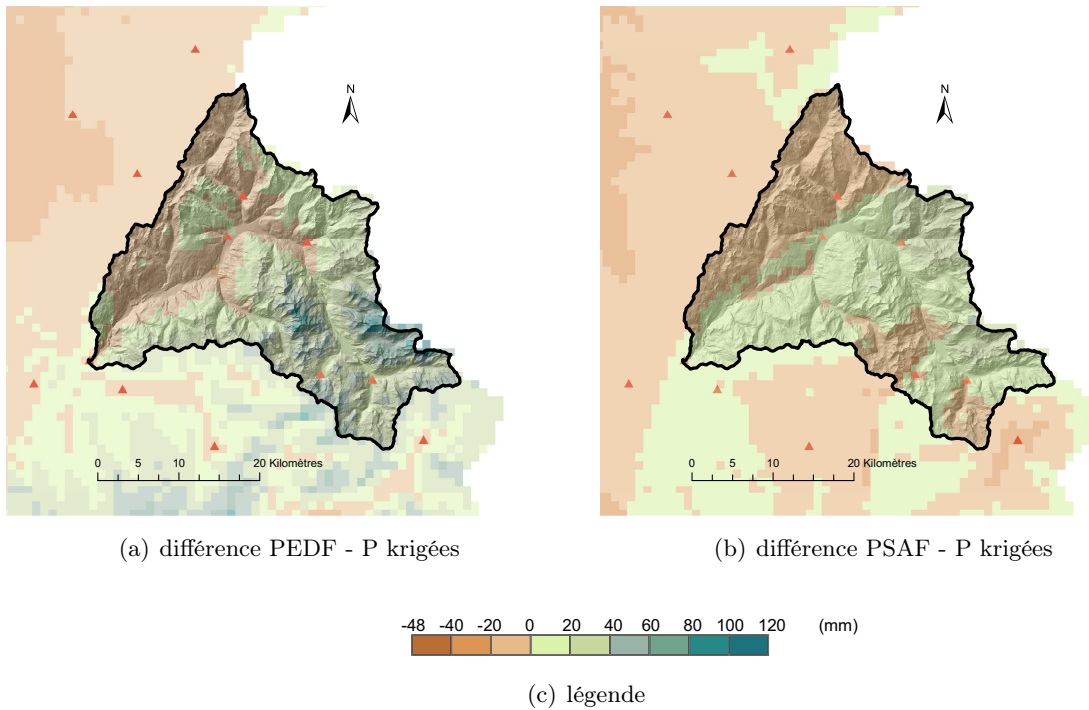 N
N
0 5 10 20 Kilomètres
0 5 10 20 Kilomètres
(a) différence PEDF - P krigées
(b) différence PSAF - P krigées
-48 -40 -20 0 20 40 60 80 100 120 (mm)
(c) légende